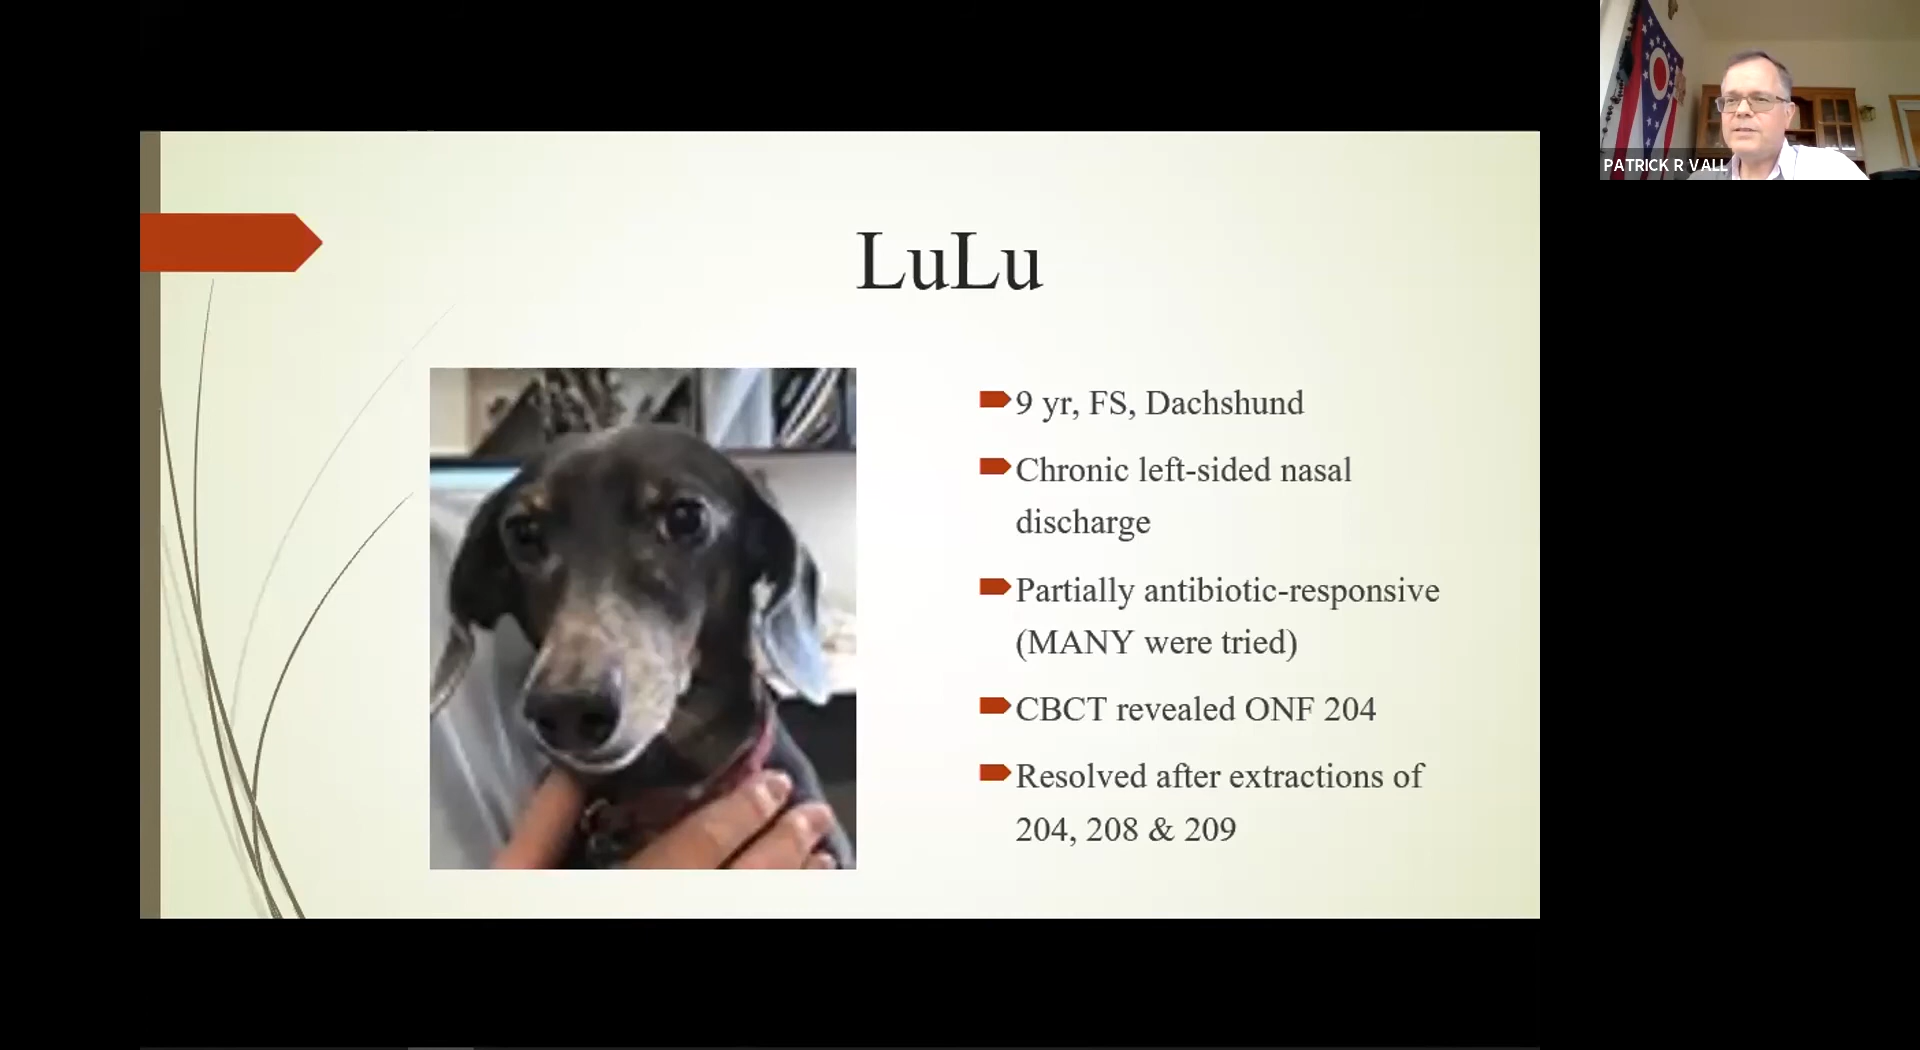 LuLu
9 yr, FS, Dachshund
Chronic left-sided nasal
discharge
Partially antibiotic-responsive
(MANY were tried)
CBCT revealed ONF 204
Resolved after extractions of
204, 208 & 209
PATRICK R VALL